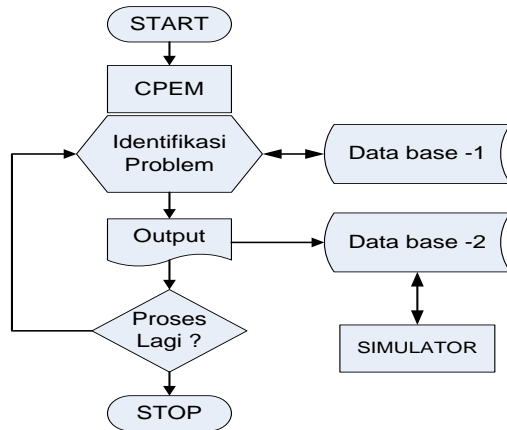 START
CPEM
Identifikasi
Problem
Data base -1
Output
Data base -2
Proses
Lagi ?
SIMULATOR
STOP